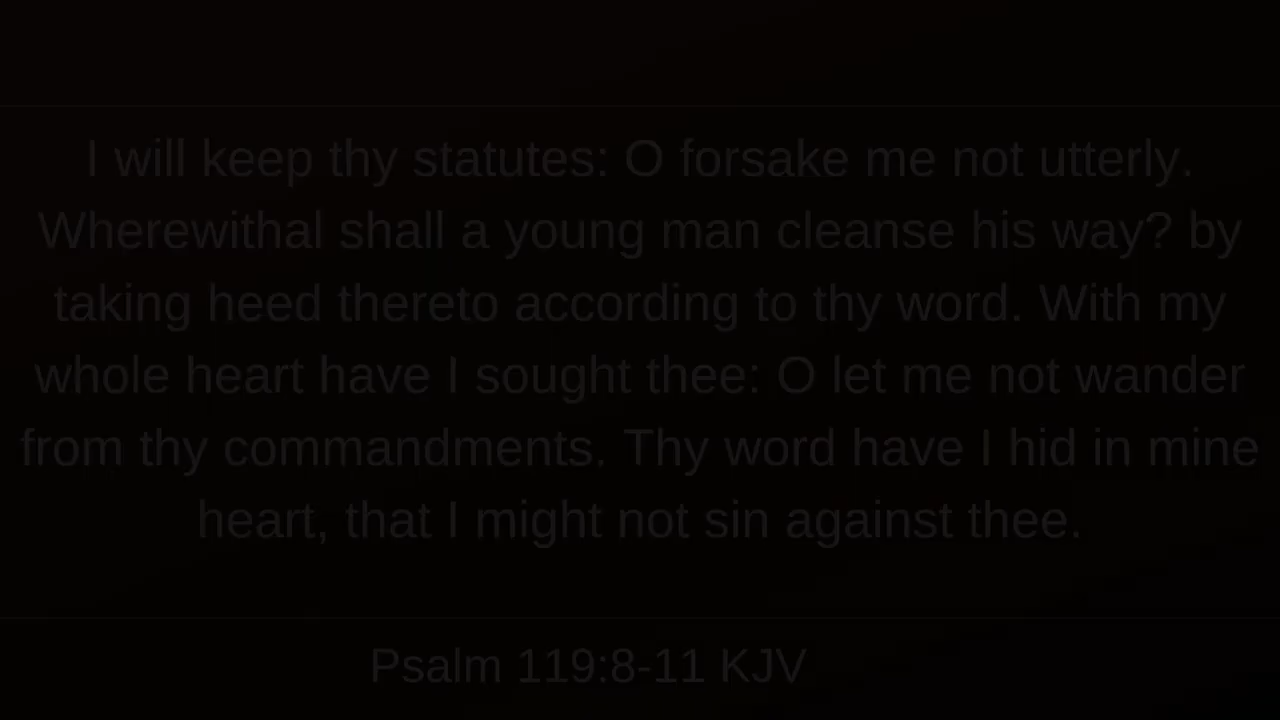 I will keep thy statutes: O forsake me not utterly.
Wherewithal shall a young man cleanse his way? by
taking heed thereto according to thy word. With my
whole heart have I sought thee: O let me not wander
from thy commandments. Thy word have I hid in mine
heart, that I might not sin against thee.
Psalm 119:8-11 KJV